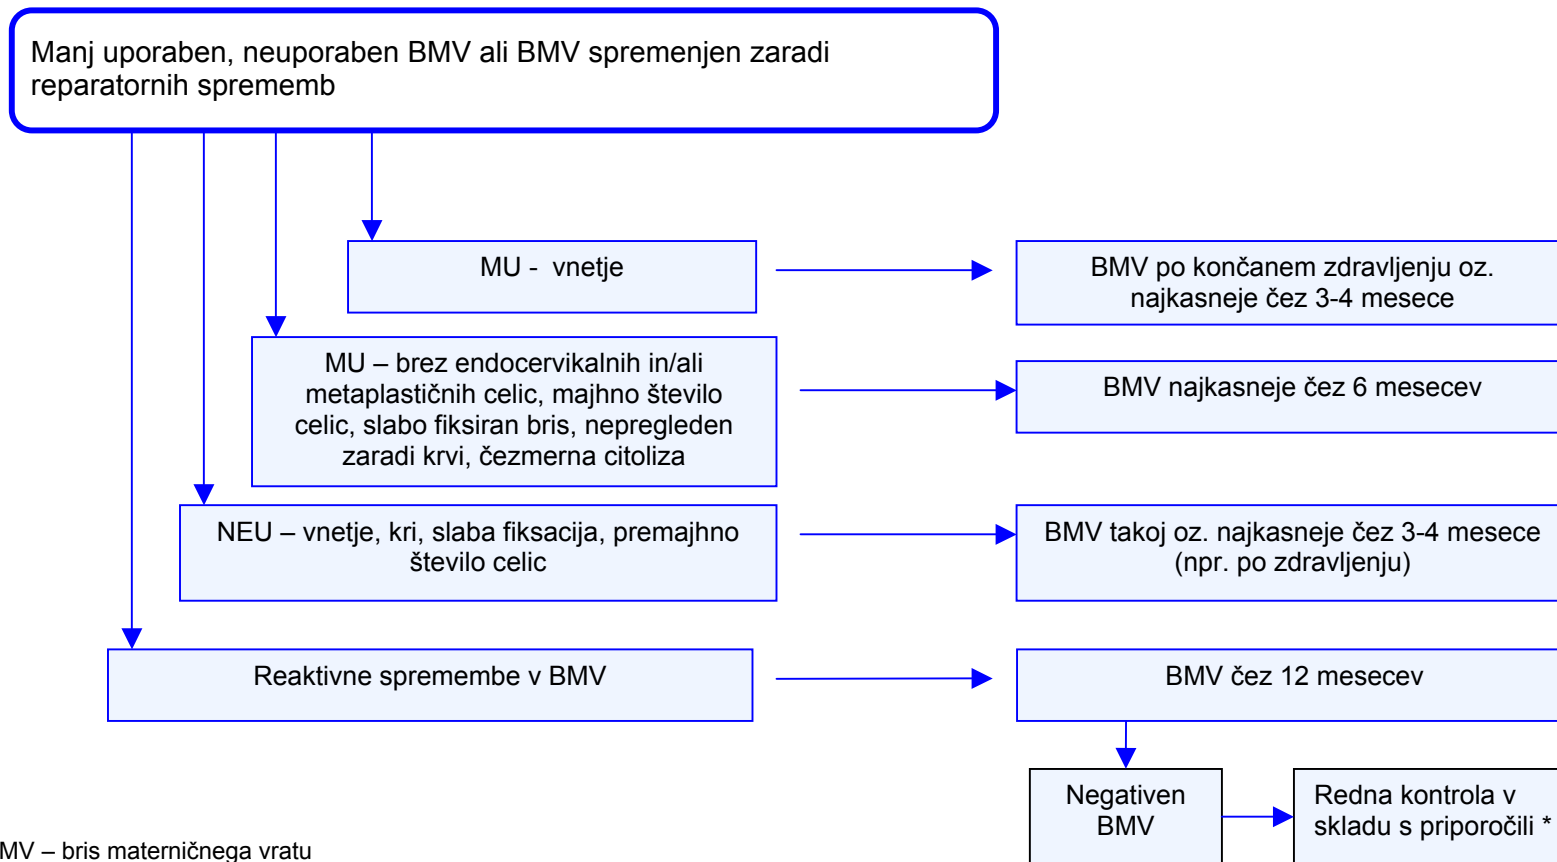 Manj uporaben, neuporaben BMV ali BMV spremenjen zaradi
reparatornih sprememb
MU - vnetje
BMV po končanem zdravljenju oz.
najkasneje čez 3-4 mesece
MU – brez endocervikalnih in/ali
metaplastičnih celic, majhno število
celic, slabo fiksiran bris, nepregleden
zaradi krvi, čezmerna citoliza
BMV najkasneje čez 6 mesecev
NEU – vnetje, kri, slaba fiksacija, premajhno
število celic
BMV takoj oz. najkasneje čez 3-4 mesece
(npr. po zdravljenju)
Reaktivne spremembe v BMV
BMV čez 12 mesecev
Negativen
BMV
Redna kontrola v
skladu s priporočili *
MV – bris materničnega vratu